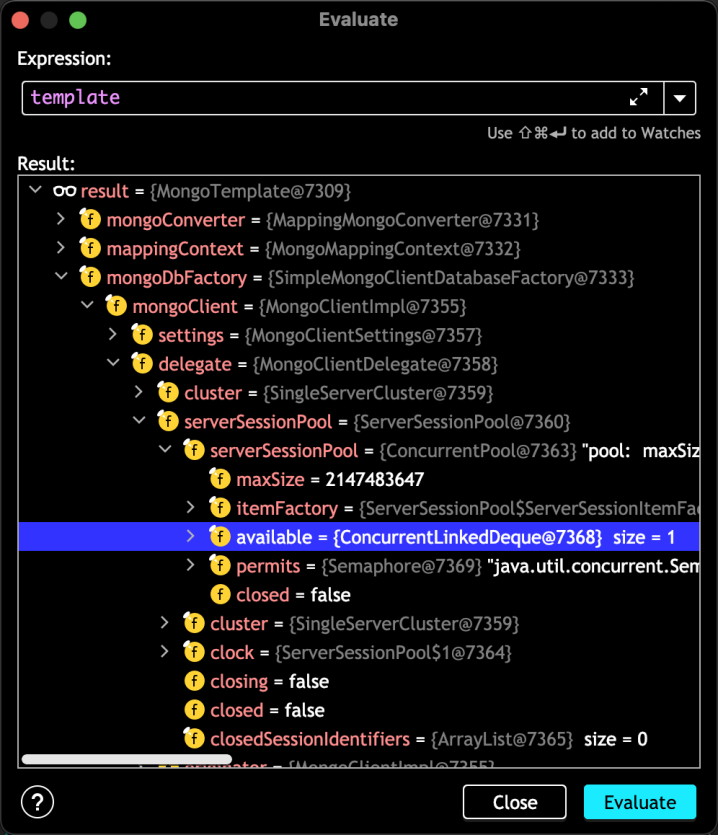 Evaluate
Expression:
template
Use ⇧⌘↵ to add to Watches
Result:
result = {MongoTemplate@7309}
f mongoConverter = {MappingMongoConverter@7331}
f mappingContext = {MongoMappingContext@7332}
f mongoDbFactory = {SimpleMongoClientDatabaseFactory@7333}
f mongoClient = {MongoClientImpl@7355}
f settings = {MongoClientSettings@7357}
f delegate = {MongoClientDelegate@7358}
f cluster = {SingleServerCluster@7359}
f serverSessionPool = {ServerSessionPool@7360}
f serverSessionPool = {ConcurrentPool@7363} "pool: maxSiz
f maxSize = 2147483647
f itemFactory = {ServerSessionPool$ServerSessionItemFac
f available = {ConcurrentLinkedDeque@7368} size = 1
f permits = {Semaphore@7369} "java.util.concurrent.Sem
f closed = false
f cluster = {SingleServerCluster@7359}
f clock = {ServerSessionPool$1@7364}
f closing = false
f closed = false
f closedSessionIdentifiers = {ArrayList@7365} size = 0
= {MongoClientImpl@7355}
? Close Evaluate